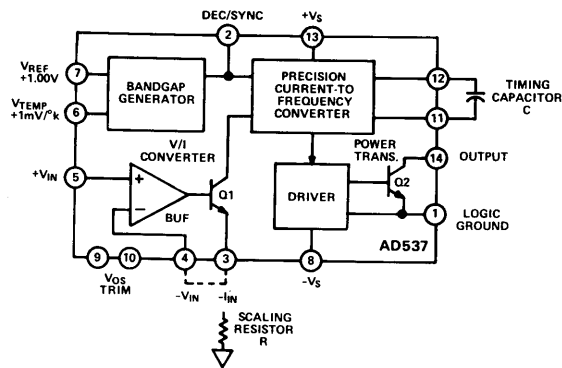 DEC/SYNC
+VS
2
13
VREF
+1.00V
7
BANDGAP
GENERATOR
PRECISION
CURRENT-TO
FREQUENCY
CONVERTER
12
TIMING
CAPACITOR
C
VTEMP
+1mV/°k
6
11
V/I
CONVERTER
POWER
TRANS.
14
OUTPUT
+VIN
5
+
−
BUF
Q1
DRIVER
Q2
1
LOGIC
GROUND
AD537
9
10
4
3
8
VOS
TRIM
−VIN
−IIN
−VS
SCALING
RESISTOR
R